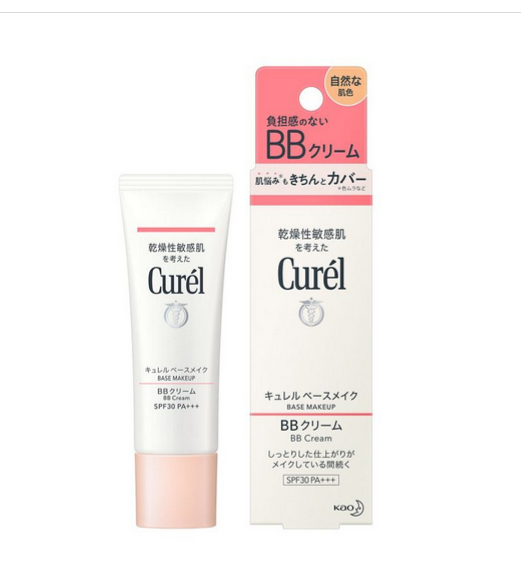 乾燥性敏感肌
を考えた
Curél
キュレル ベースメイク
BASE MAKEUP
BBクリーム
BB Cream
SPF30 PA+++
自然な
肌色
負担感のない
BBクリーム
肌悩み*もきちんとカバー
*色ムラなど
乾燥性敏感肌
を考えた
Curél
キュレル ベースメイク
BASE MAKEUP
BBクリーム
BB Cream
しっとりした仕上がりが
メイクしている間続く
SPF30 PA+++
Kao